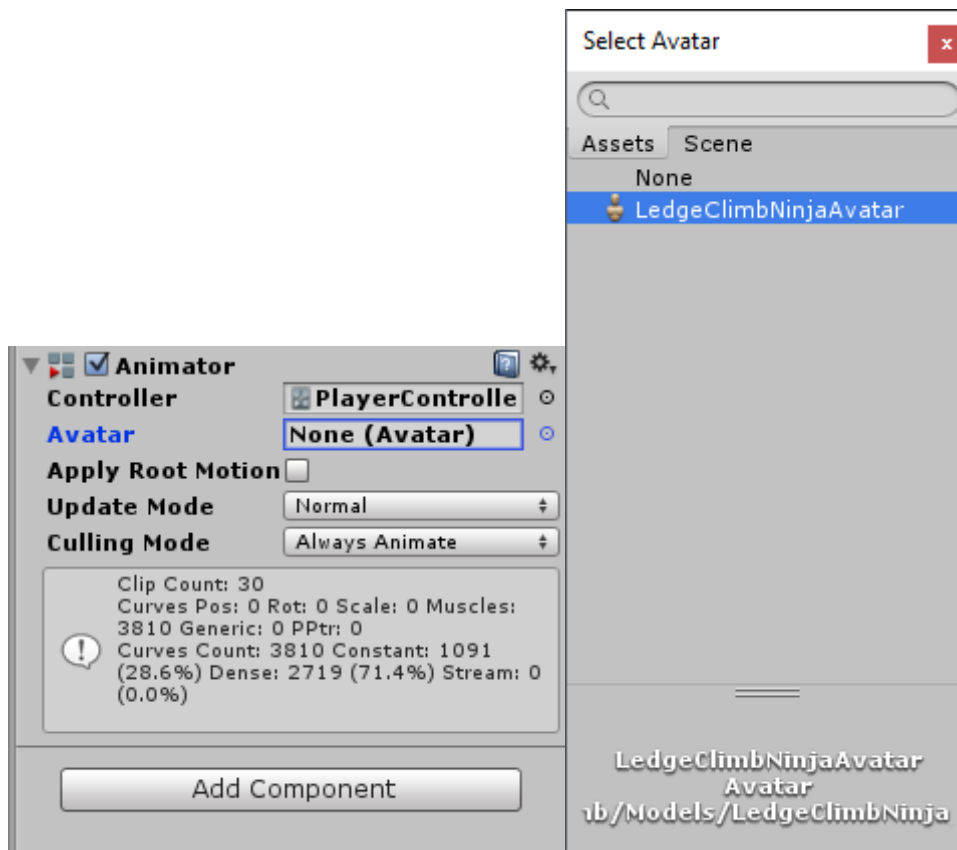 Select Avatar
x
Assets Scene
None
LedgeClimbNinjaAvatar
Animator
Controller PlayerControlle
Avatar None (Avatar)
Apply Root Motion
Update Mode Normal
Culling Mode Always Animate
Clip Count: 30
Curves Pos: 0 Rot: 0 Scale: 0 Muscles:
3810 Generic: 0 PPtr: 0
Curves Count: 3810 Constant: 1091
(28.6%) Dense: 2719 (71.4%) Stream: 0
(0.0%)
Add Component
LedgeClimbNinjaAvatar
Avatar
ıb/Models/LedgeClimbNinja